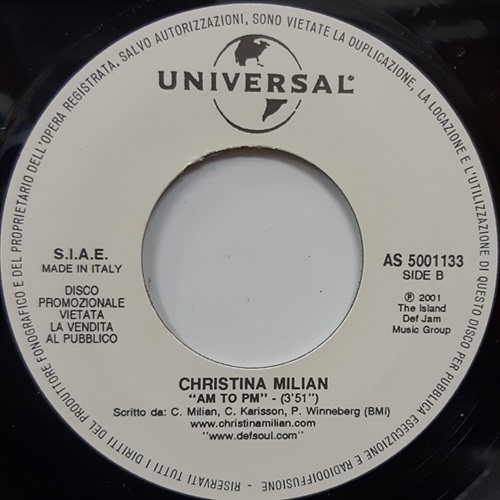 RISERVATI TUTTI I DIRITTI DEL PRODUTTORE FONOGRAFICO E DEL PROPRIETARIO DELL'OPERA REGISTRATA. SALVO AUTORIZZAZIONI, SONO VIETATE LA DUPLICAZIONE, LA LOCAZIONE E L'UTILIZZAZIONE DI QUESTO DISCO PER PUBBLICA ESECUZIONE E RADIODIFFUSIONE -
UNIVERSAL
S.I.A.E.
MADE IN ITALY
DISCO
PROMOZIONALE
VIETATA
LA VENDITA
AL PUBBLICO
AS 5001133
SIDE B
℗ 2001
The Island
Def Jam
Music Group
CHRISTINA MILIAN
"AM TO PM" - (3'51")
Scritto da: C. Milian, C. Karisson, P. Winneberg (BMI)
www.christinamilian.com
"www.defsoul.com"